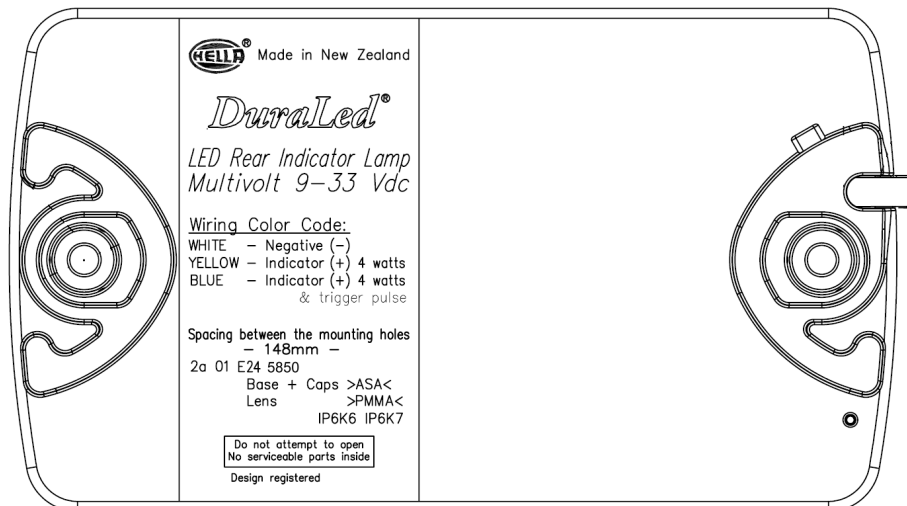 HELLA® Made in New Zealand
DuraLed®
LED Rear Indicator Lamp
Multivolt 9-33 Vdc
Wiring Color Code:
WHITE - Negative (-)
YELLOW - Indicator (+) 4 watts
BLUE - Indicator (+) 4 watts
& trigger pulse
Spacing between the mounting holes
- 148mm -
2a 01 E24 5850
Base + Caps >ASA<
Lens >PMMA<
IP6K6 IP6K7
Do not attempt to open
No serviceable parts inside
Design registered